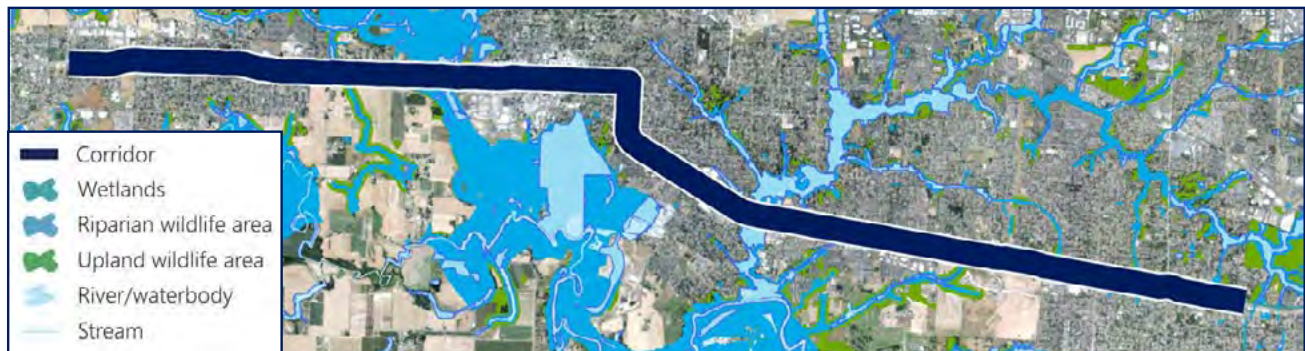 Corridor
Wetlands
Riparian wildlife area
Upland wildlife area
River/waterbody
Stream